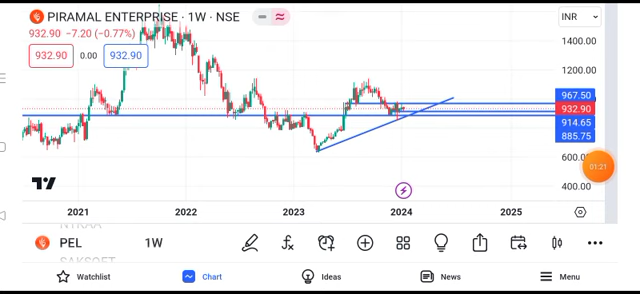 PIRAMAL ENTERPRISE · 1W · NSE
INR
932.90 −7.20 (−0.77%)
932.90 0.00 932.90
1400.00
1200.00
967.50
932.90
914.65
885.75
600.00
400.00
01:21
2021 2022 2023 2024 2025
PEL 1W
SAKSOFT
Watchlist Chart Ideas News Menu